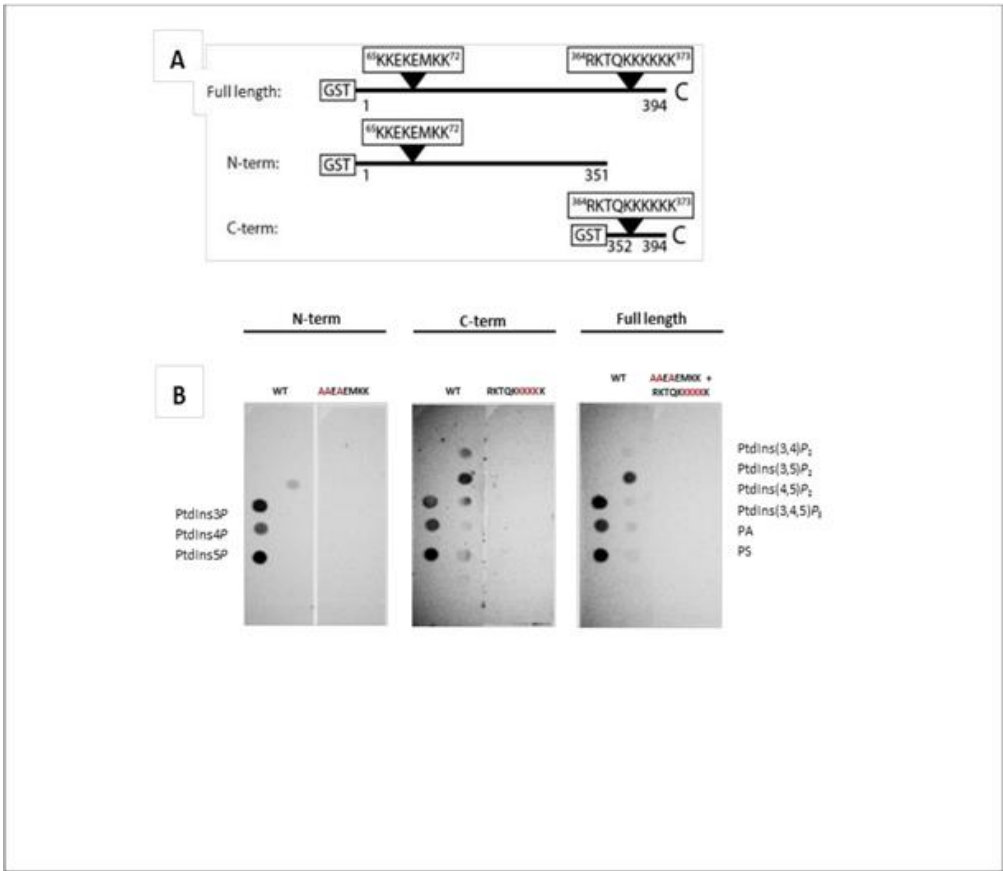 A
⁶⁵KKEKEMKK⁷² ³⁶⁴RKTQKKKKKK³⁷³
Full length: GST C
1 394
⁶⁵KKEKEMKK⁷²
N-term: GST
1 351
³⁶⁴RKTQKKKKKK³⁷³
C-term: GST C
352 394
N-term C-term Full length
B
WT AAEAEMKK WT RKTQKXXXXK WT AAEAEMKK +
RKTQKXXXXK
PtdIns(3,4)P₂
PtdIns(3,5)P₂
PtdIns(4,5)P₂
PtdIns3P PtdIns(3,4,5)P₃
PtdIns4P PA
PtdIns5P PS